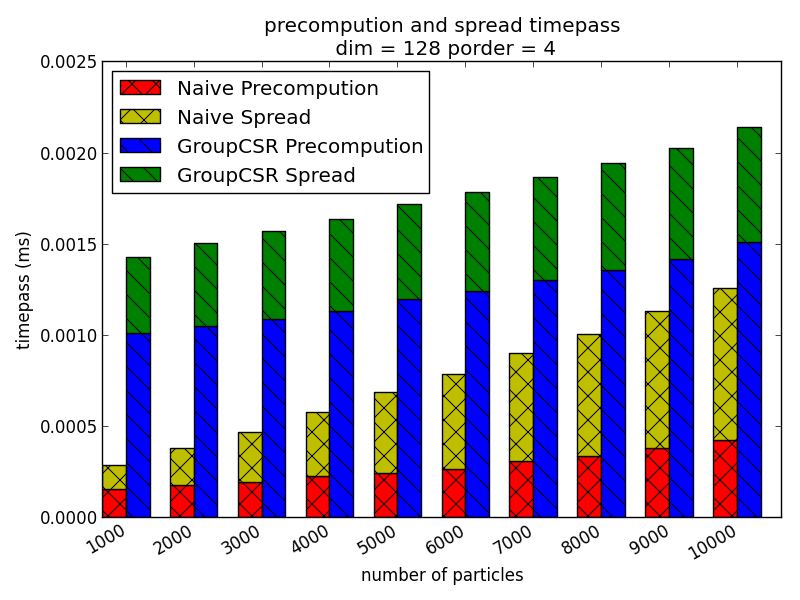 precompution and spread timepass
dim = 128 porder = 4
0.0025
0.0020
0.0015
0.0010
0.0005
0.0000
timepass (ms)
Naive Precompution
Naive Spread
GroupCSR Precompution
GroupCSR Spread
1000
2000
3000
4000
5000
6000
7000
8000
9000
10000
number of particles